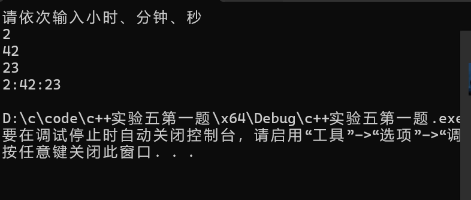 请依次输入小时、分钟、秒
2
42
23
2:42:23
D:\c\code\c++实验五第一题\x64\Debug\c++实验五第一题.exe
要在调试停止时自动关闭控制台，请启用“工具”->“选项”->“调
按任意键关闭此窗口. . .